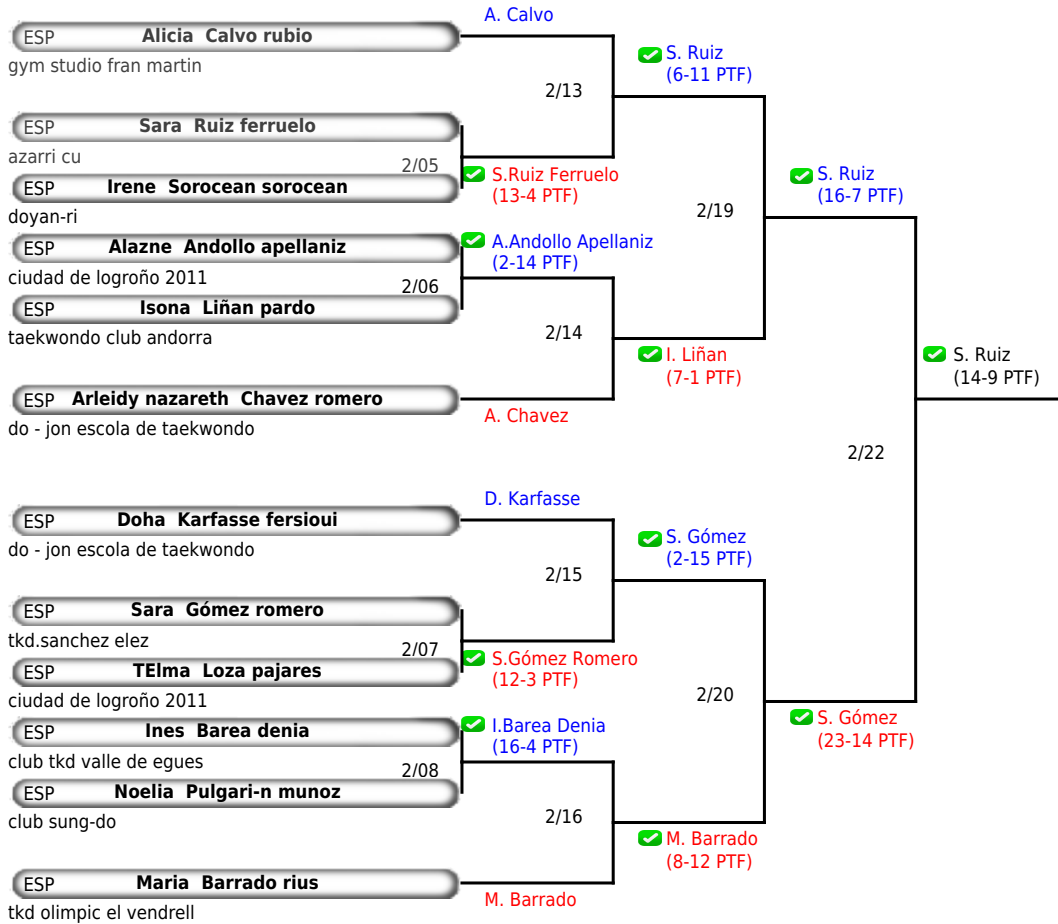 A. Calvo
ESP Alicia Calvo rubio
gym studio fran martin
S. Ruiz
(6-11 PTF)
2/13
ESP Sara Ruiz ferruelo
azarri cu
2/05
S.Ruiz Ferruelo
(13-4 PTF)
S. Ruiz
(16-7 PTF)
ESP Irene Sorocean sorocean
doyan-ri
2/19
ESP Alazne Andollo apellaniz
A.Andollo Apellaniz
(2-14 PTF)
ciudad de logroño 2011
2/06
ESP Isona Liñan pardo
taekwondo club andorra
2/14
I. Liñan
(7-1 PTF)
S. Ruiz
(14-9 PTF)
ESP Arleidy nazareth Chavez romero
A. Chavez
do - jon escola de taekwondo
2/22
D. Karfasse
ESP Doha Karfasse fersioui
do - jon escola de taekwondo
S. Gómez
(2-15 PTF)
2/15
ESP Sara Gómez romero
tkd.sanchez elez
2/07
S.Gómez Romero
(12-3 PTF)
ESP TElma Loza pajares
ciudad de logroño 2011
2/20
ESP Ines Barea denia
I.Barea Denia
(16-4 PTF)
S. Gómez
(23-14 PTF)
club tkd valle de egues
2/08
ESP Noelia Pulgari-n munoz
club sung-do
2/16
M. Barrado
(8-12 PTF)
ESP Maria Barrado rius
M. Barrado
tkd olimpic el vendrell